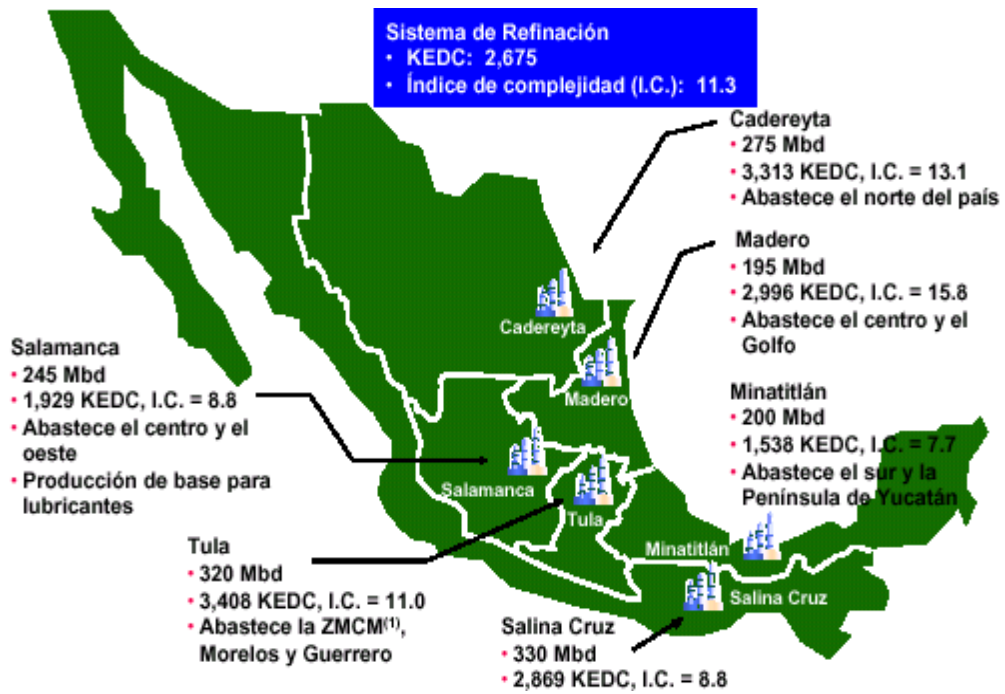 Sistema de Refinación
• KEDC: 2,675
• Índice de complejidad (I.C.): 11.3
Cadereyta
• 275 Mbd
• 3,313 KEDC, I.C. = 13.1
• Abastece el norte del país
Madero
• 195 Mbd
• 2,996 KEDC, I.C. = 15.8
• Abastece el centro y el
Golfo
Minatitlán
• 200 Mbd
• 1,538 KEDC, I.C. = 7.7
• Abastece el sur y la
Península de Yucatán
Salamanca
• 245 Mbd
• 1,929 KEDC, I.C. = 8.8
• Abastece el centro y el
oeste
• Producción de base para
lubricantes
Tula
• 320 Mbd
• 3,408 KEDC, I.C. = 11.0
• Abastece la ZMCM(1),
Morelos y Guerrero
Salina Cruz
• 330 Mbd
• 2,869 KEDC, I.C. = 8.8
Cadereyta
Madero
Salamanca
Tula
Minatitlán
Salina Cruz